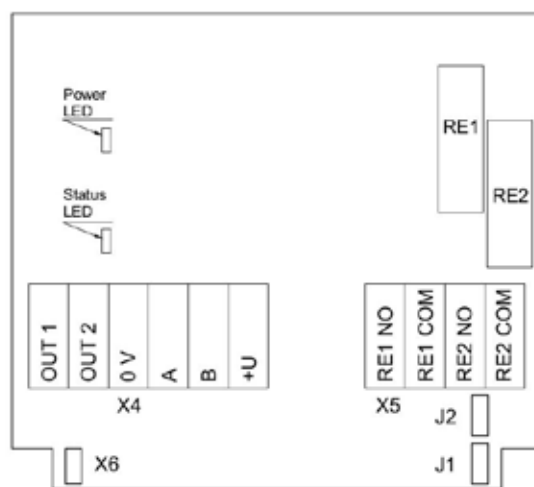 Power
LED
RE1
RE2
Status
LED
OUT 1
OUT 2
0 V
A
B
+U
RE1 NO
RE1 COM
RE2 NO
RE2 COM
X4
X5
J2
X6
J1